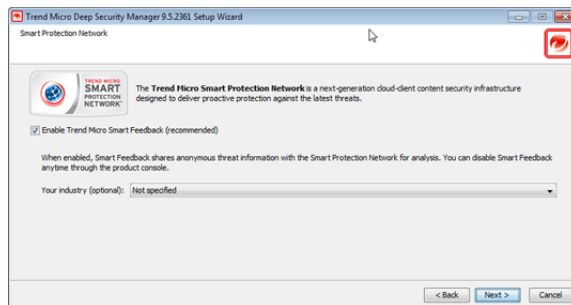 Trend Micro Deep Security Manager 9.5.2361 Setup Wizard
Smart Protection Network
TREND MICRO
SMART
PROTECTION
NETWORK
The Trend Micro Smart Protection Network is a next-generation cloud-client content security infrastructure
designed to deliver proactive protection against the latest threats.
Enable Trend Micro Smart Feedback (recommended)
When enabled, Smart Feedback shares anonymous threat information with the Smart Protection Network for analysis. You can disable Smart Feedback
anytime through the product console.
Your industry (optional): Not specified
< Back Next > Cancel